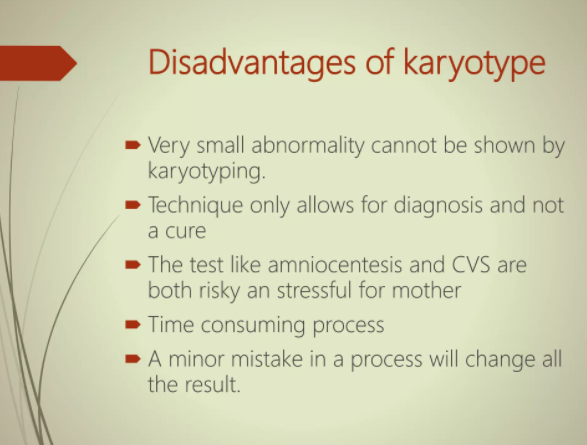 Disadvantages of karyotype
Very small abnormality cannot be shown by
karyotyping.
Technique only allows for diagnosis and not
a cure
The test like amniocentesis and CVS are
both risky an stressful for mother
Time consuming process
A minor mistake in a process will change all
the result.